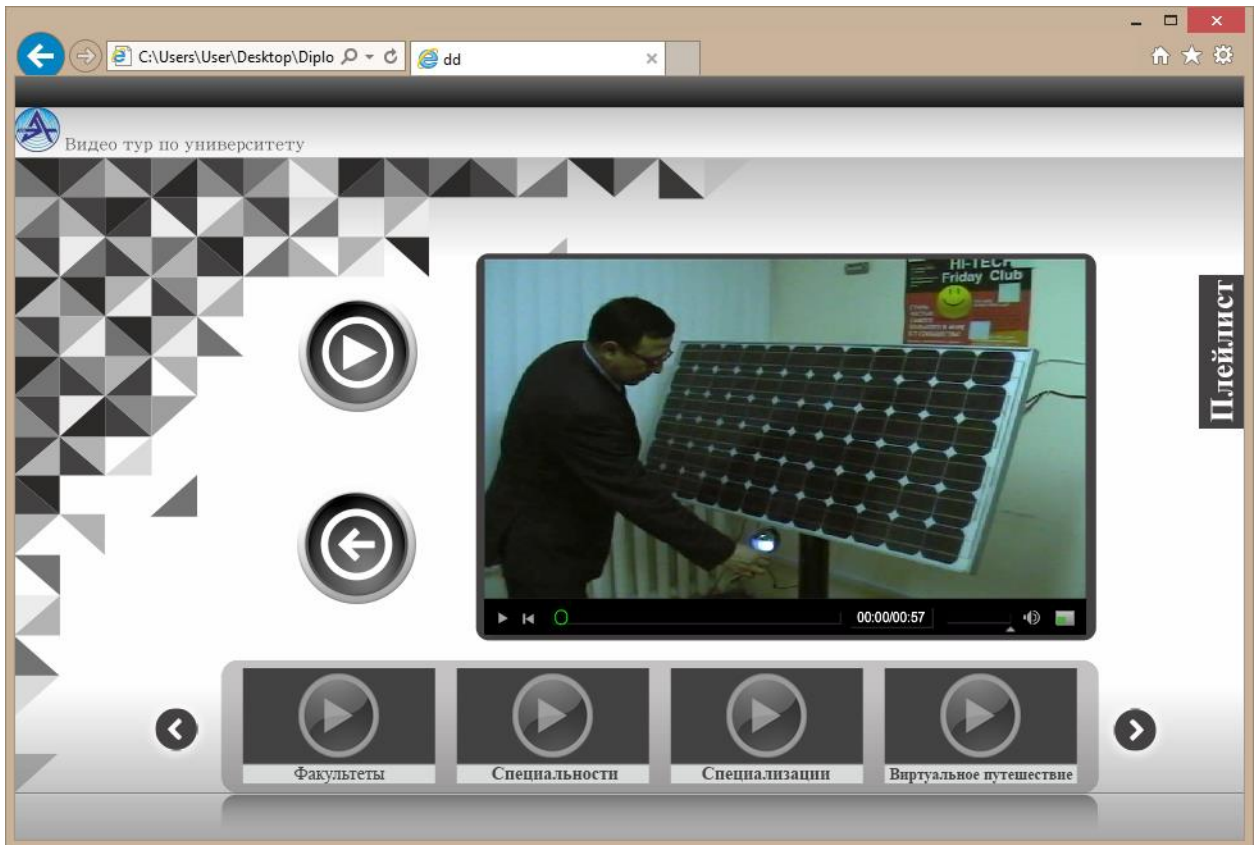 C:\Users\User\Desktop\Diplo
dd
Видео тур по университету
HI-TECH
Friday Club
Плейлист
00:00/00:57
Факультеты
Специальности
Специализации
Виртуальное путешествие